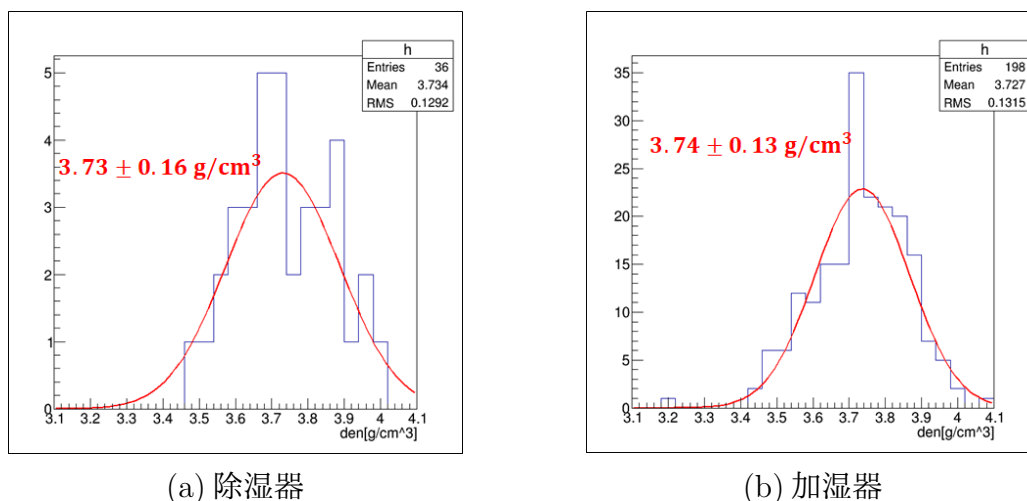 h
Entries 36
Mean 3.734
RMS 0.1292
5
4
3
2
1
0
3.73 ± 0.16 g/cm³
3.1 3.2 3.3 3.4 3.5 3.6 3.7 3.8 3.9 4 4.1
den[g/cm^3]
(a) 除湿器
h
Entries 198
Mean 3.727
RMS 0.1315
35
30
25
20
15
10
5
0
3.74 ± 0.13 g/cm³
3.1 3.2 3.3 3.4 3.5 3.6 3.7 3.8 3.9 4 4.1
den[g/cm^3]
(b) 加湿器